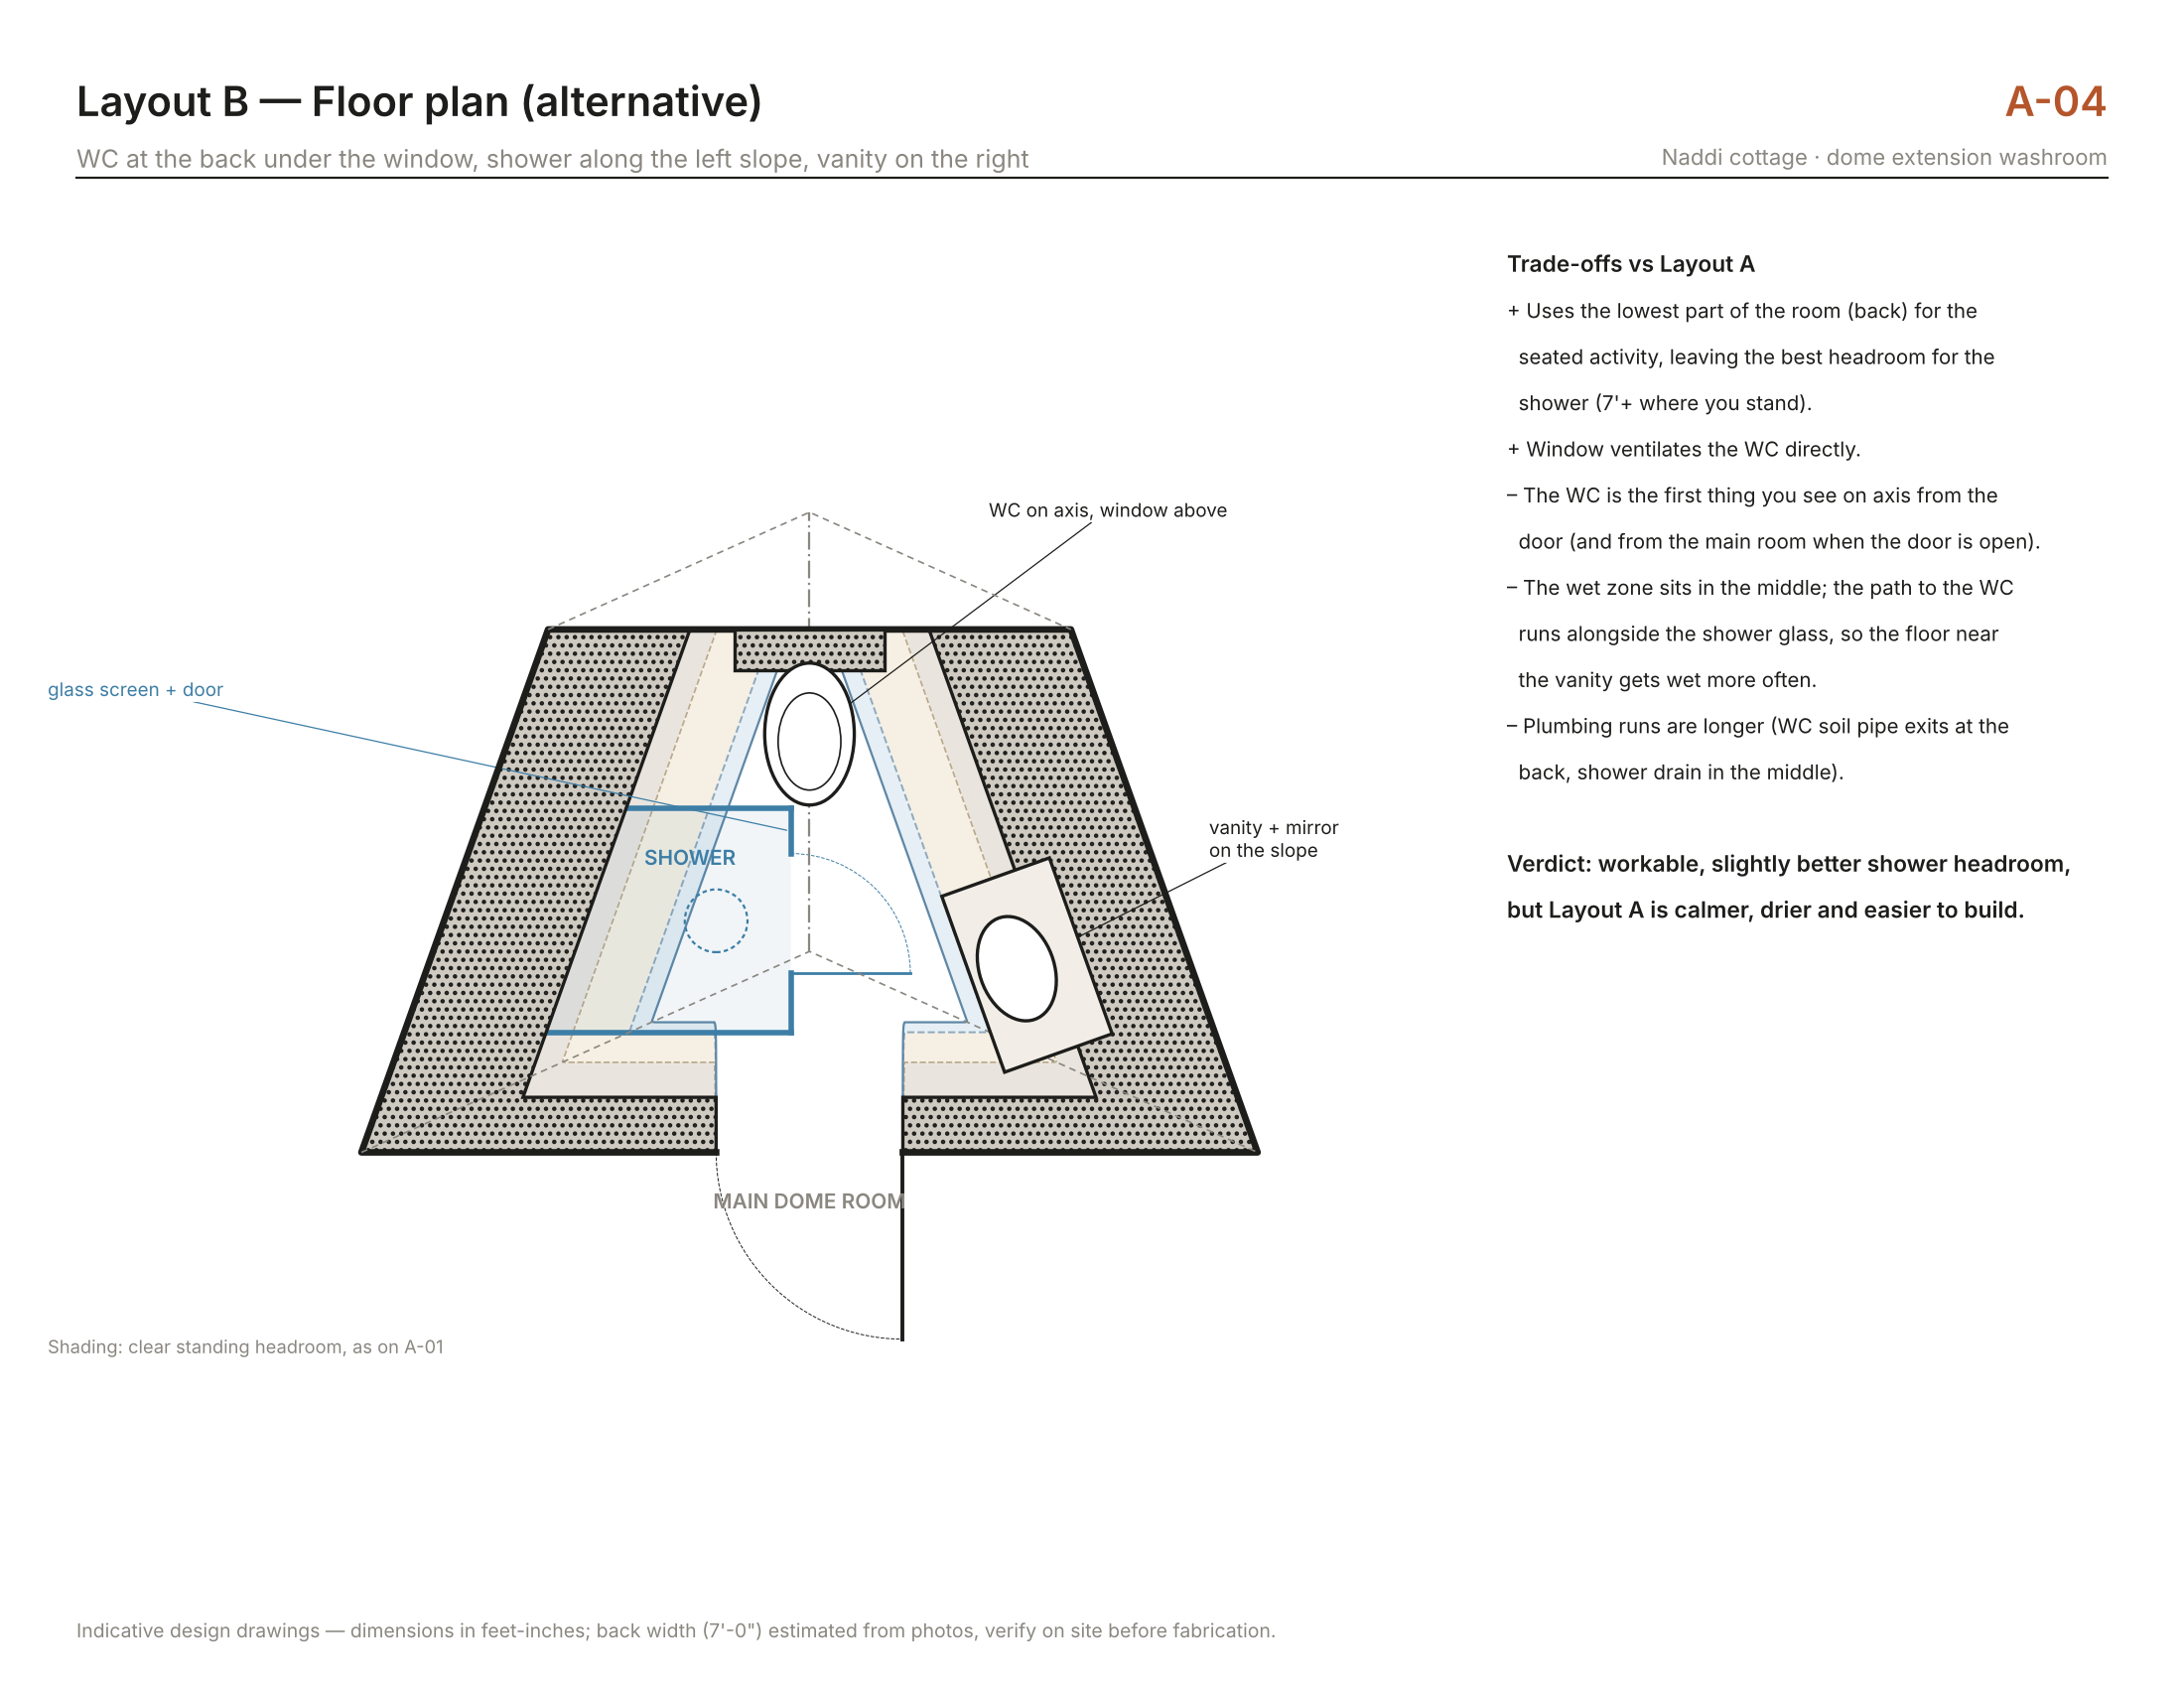 Layout B — Floor plan (alternative)
A-04
WC at the back under the window, shower along the left slope, vanity on the right
Naddi cottage · dome extension washroom
Trade-offs vs Layout A
+ Uses the lowest part of the room (back) for the
seated activity, leaving the best headroom for the
shower (7'+ where you stand).
+ Window ventilates the WC directly.
– The WC is the first thing you see on axis from the
door (and from the main room when the door is open).
– The wet zone sits in the middle; the path to the WC
runs alongside the shower glass, so the floor near
the vanity gets wet more often.
– Plumbing runs are longer (WC soil pipe exits at the
back, shower drain in the middle).
Verdict: workable, slightly better shower headroom,
but Layout A is calmer, drier and easier to build.
WC on axis, window above
glass screen + door
vanity + mirror
on the slope
SHOWER
MAIN DOME ROOM
Shading: clear standing headroom, as on A-01
Indicative design drawings — dimensions in feet-inches; back width (7'-0") estimated from photos, verify on site before fabrication.